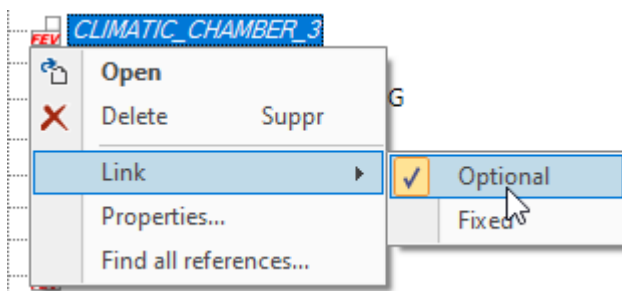 FEV CLIMATIC_CHAMBER_3
Open
G
Delete Suppr
Link
Optional
Properties...
Fixed
Find all references...